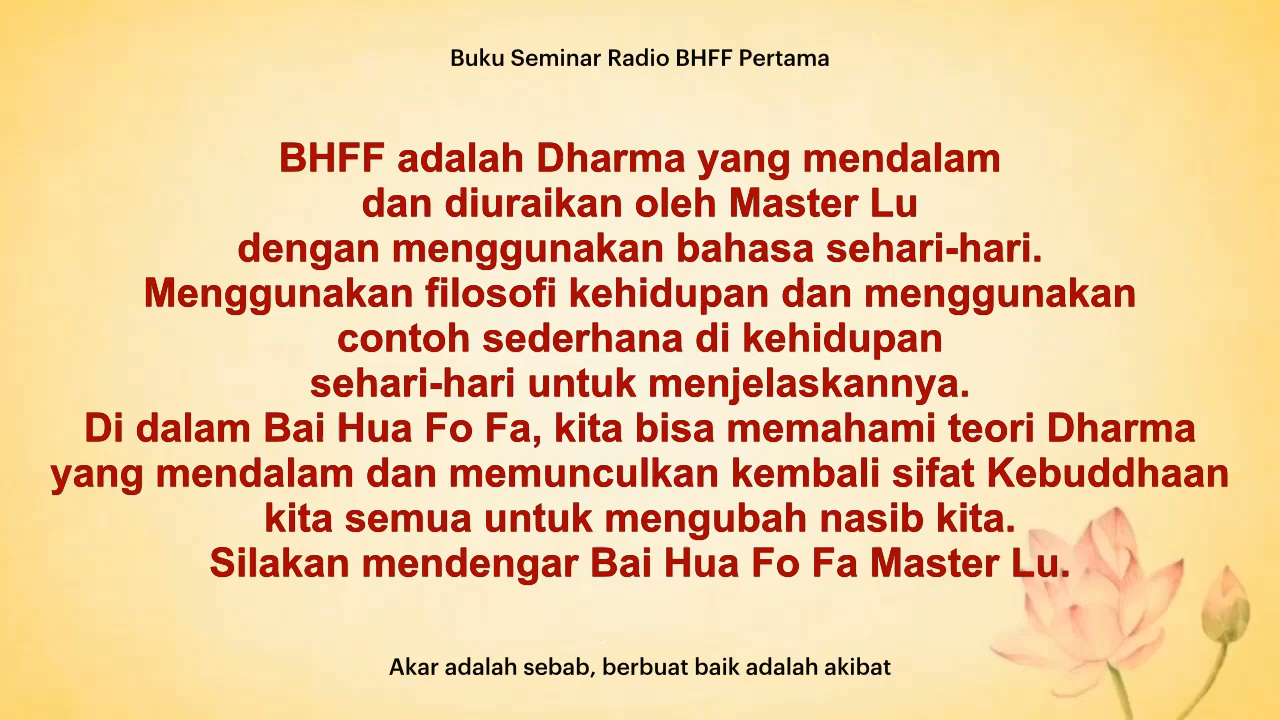 Buku Seminar Radio BHFF Pertama
BHFF adalah Dharma yang mendalam
dan diuraikan oleh Master Lu
dengan menggunakan bahasa sehari-hari.
Menggunakan filosofi kehidupan dan menggunakan
contoh sederhana di kehidupan
sehari-hari untuk menjelaskannya.
Di dalam Bai Hua Fo Fa, kita bisa memahami teori Dharma
yang mendalam dan memunculkan kembali sifat Kebuddhaan
kita semua untuk mengubah nasib kita.
Silakan mendengar Bai Hua Fo Fa Master Lu.
Akar adalah sebab, berbuat baik adalah akibat